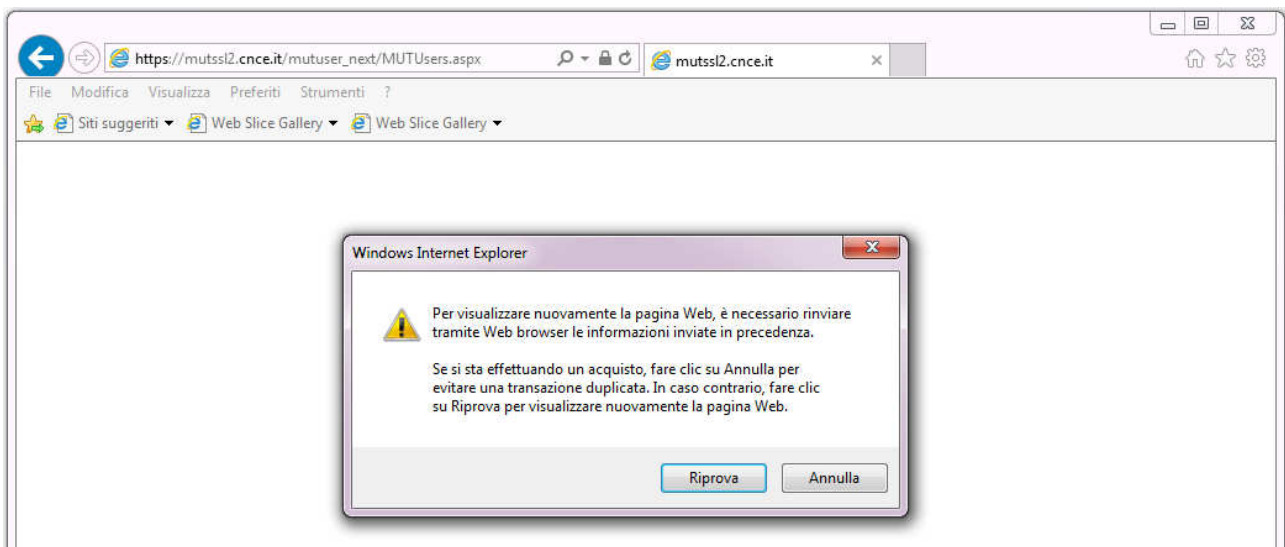 https://mutssl2.cnce.it/mutuser_next/MUTUsers.aspx
mutssl2.cnce.it
File Modifica Visualizza Preferiti Strumenti ?
Siti suggeriti Web Slice Gallery Web Slice Gallery
Windows Internet Explorer
Per visualizzare nuovamente la pagina Web, è necessario rinviare
tramite Web browser le informazioni inviate in precedenza.
Se si sta effettuando un acquisto, fare clic su Annulla per
evitare una transazione duplicata. In caso contrario, fare clic
su Riprova per visualizzare nuovamente la pagina Web.
Riprova Annulla